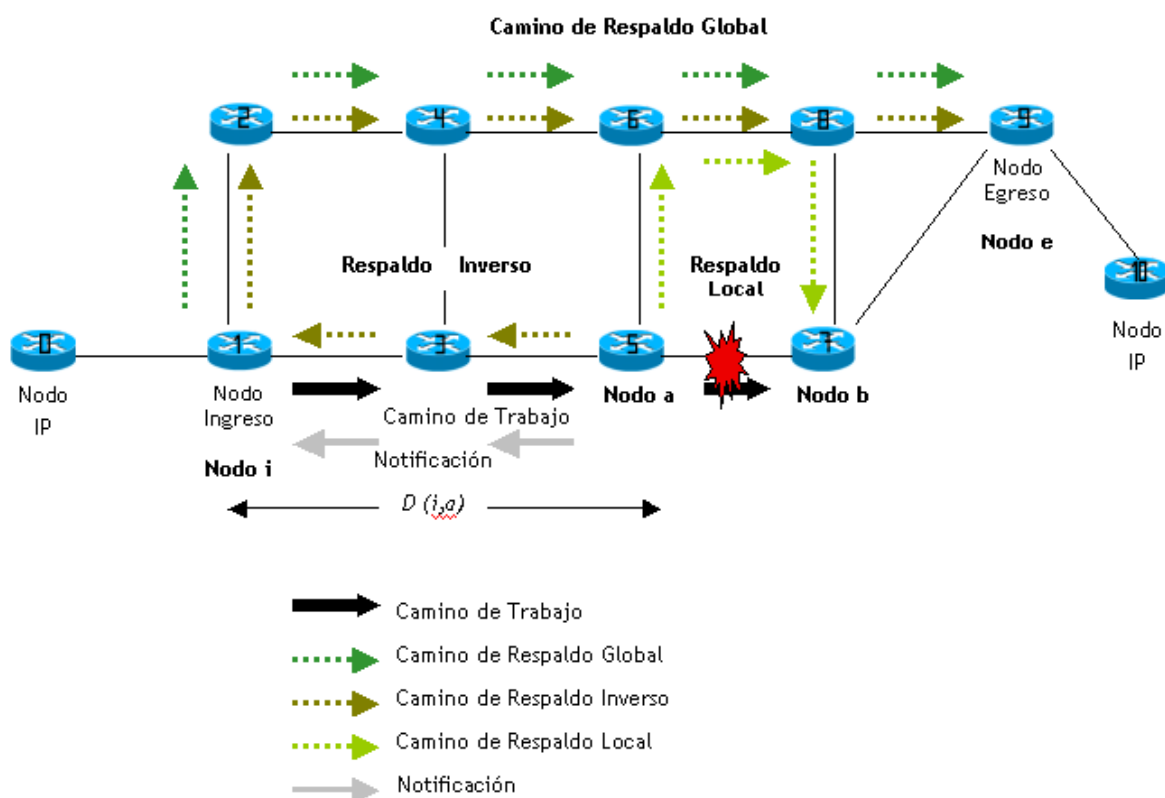 Camino de Respaldo Global
2
4
6
8
9
Nodo
Egreso
Nodo e
Respaldo Inverso
Respaldo
Local
10
Nodo
IP
0
1
3
5
7
Nodo
IP
Nodo
Ingreso
Nodo i
Camino de Trabajo
Nodo a
Nodo b
Notificación
D (i,a)
Camino de Trabajo
Camino de Respaldo Global
Camino de Respaldo Inverso
Camino de Respaldo Local
Notificación